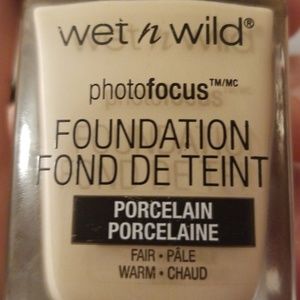 wet n wild®
photofocus™/MC
FOUNDATION
FOND DE TEINT
PORCELAIN
PORCELAINE
FAIR • PÂLE
WARM • CHAUD